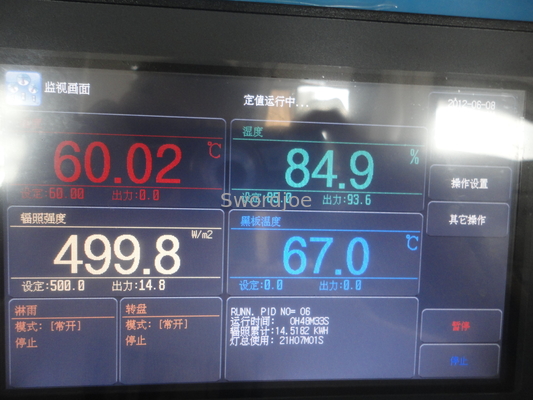 监视画面
定值运行中...
2012-06-08
60.02 ℃
设定:60.00 出力:0.0
湿度
84.9 %
出力:93.6
操作设置
其它操作
Swordibe
辐照强度
499.8 W/m2
设定:500.0 出力:14.8
黑板温度
67.0 ℃
设定:0.0 出力:0.0
淋雨
模式: [常开]
停止
转盘
模式: [常开]
停止
RUNN. PID NO= 06
运行时间: 0H48M33S
辐照累计:14.5182 KWH
灯总使用: 21H07M01S
暂停
停止